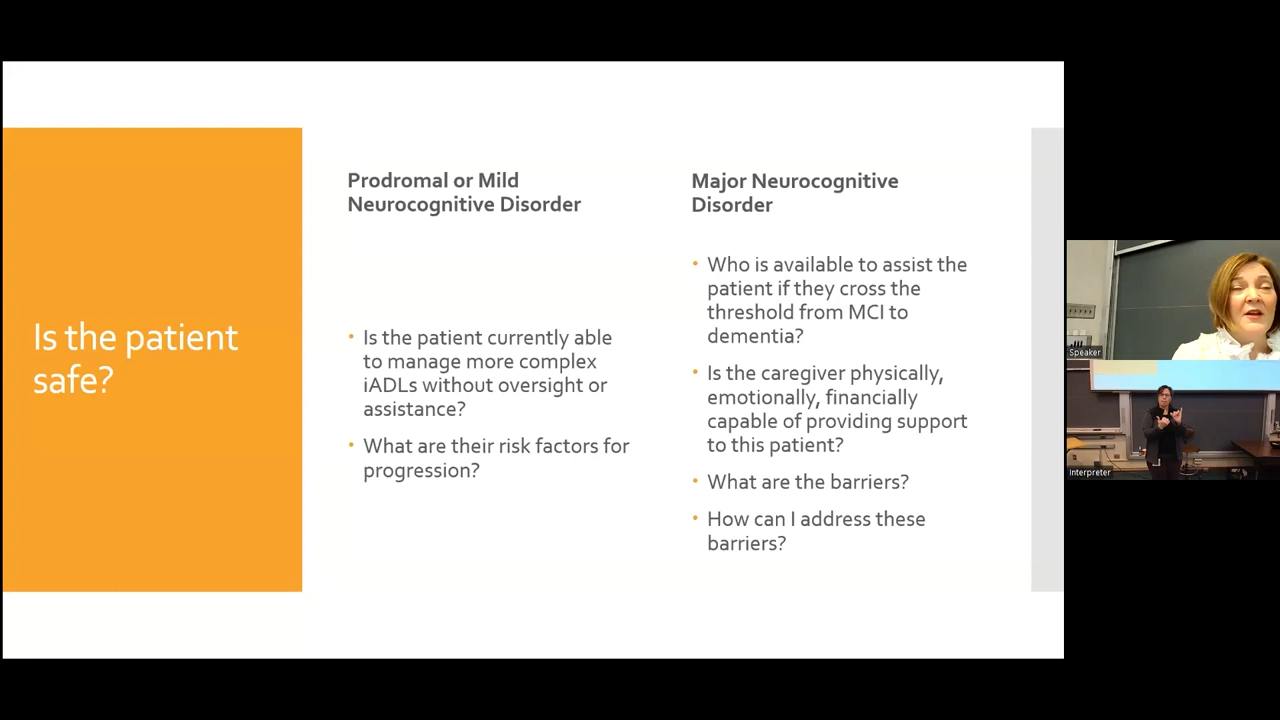 Is the patient
safe?
Prodromal or Mild
Neurocognitive Disorder
• Is the patient currently able
to manage more complex
iADLs without oversight or
assistance?
• What are their risk factors for
progression?
Major Neurocognitive
Disorder
• Who is available to assist the
patient if they cross the
threshold from MCI to
dementia?
• Is the caregiver physically,
emotionally, financially
capable of providing support
to this patient?
• What are the barriers?
• How can I address these
barriers?
Speaker
Interpreter